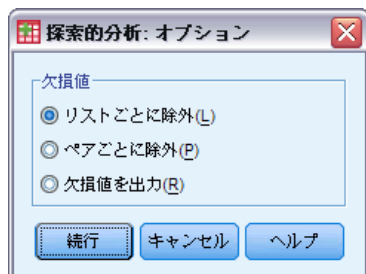 探索的分析: オプション
欠損値
リストごとに除外(L)
ペアごとに除外(P)
欠損値を出力(R)
続行 キャンセル ヘルプ